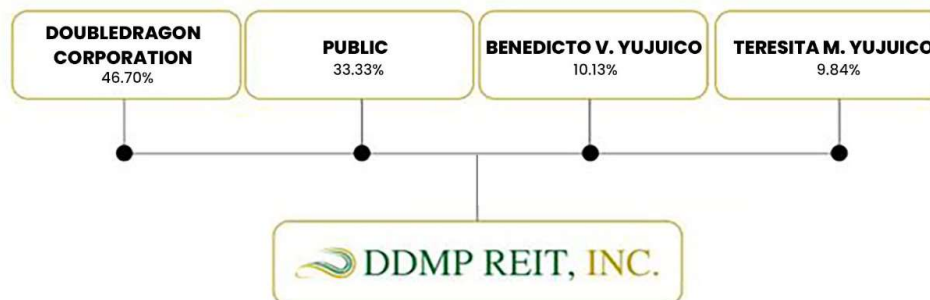 DOUBLEDRAGON
CORPORATION
46.70%
PUBLIC
33.33%
BENEDICTO V. YUJUICO
10.13%
TERESITA M. YUJUICO
9.84%
DDMP REIT, INC.